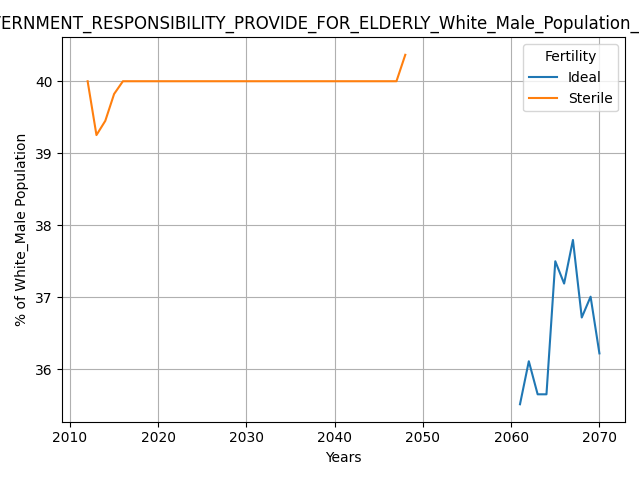 ERNMENT_RESPONSIBILITY_PROVIDE_FOR_ELDERLY_White_Male_Population_
Fertility
Ideal
Sterile
% of White_Male Population
40
39
38
37
36
2010 2020 2030 2040 2050 2060 2070
Years